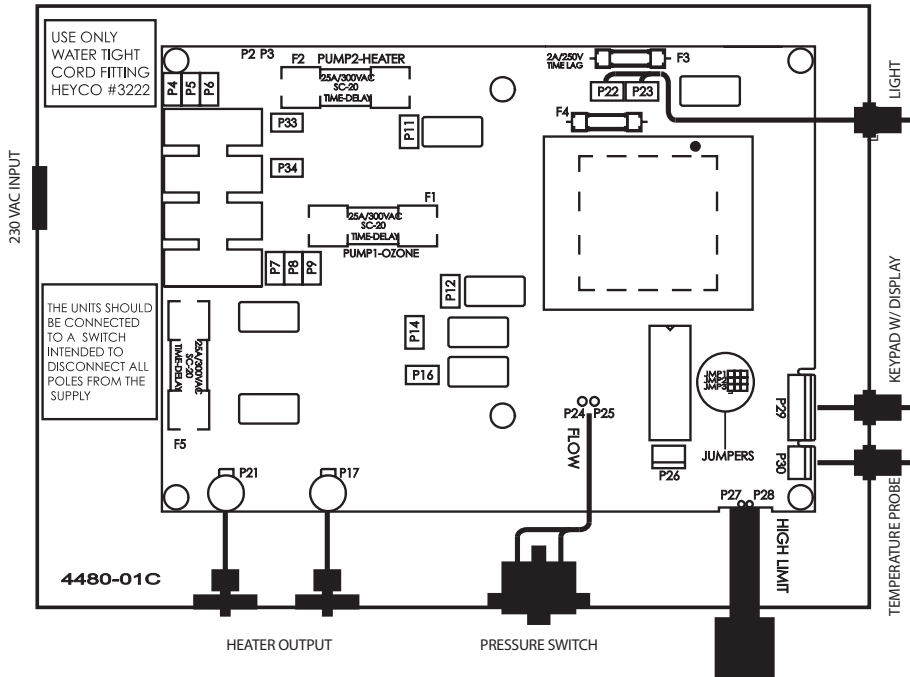 USE ONLY
WATER TIGHT
CORD FITTING
HEYCO #3222
P2 P3
F2 PUMP2-HEATER
25A/300VAC
SC-20
TIME-DELAY
2A/250V
TIME LAG
F3
P22
P23
LIGHT
P4
P5
P6
P33
P11
F4
P34
230 VAC INPUT
F1
25A/300VAC
SC-20
TIME-DELAY
PUMP1-OZONE
P7
P8
P9
P12
P14
P16
THE UNITS SHOULD
BE CONNECTED
TO A SWITCH
INTENDED TO
DISCONNECT ALL
POLES FROM THE
SUPPLY
25A/300VAC
SC-20
TIME-DELAY
F5
JMP1
JMP2
JMP3
JUMPERS
KEYPAD W/ DISPLAY
P29
P24 P25
FLOW
P26
P30
P21
P17
P27 P28
HIGH LIMIT
TEMPERATURE PROBE
4480-01C
HEATER OUTPUT
PRESSURE SWITCH